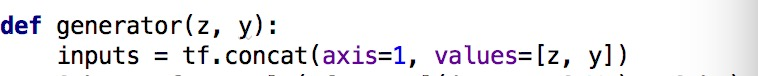 def generator(z, y):
    inputs = tf.concat(axis=1, values=[z, y])